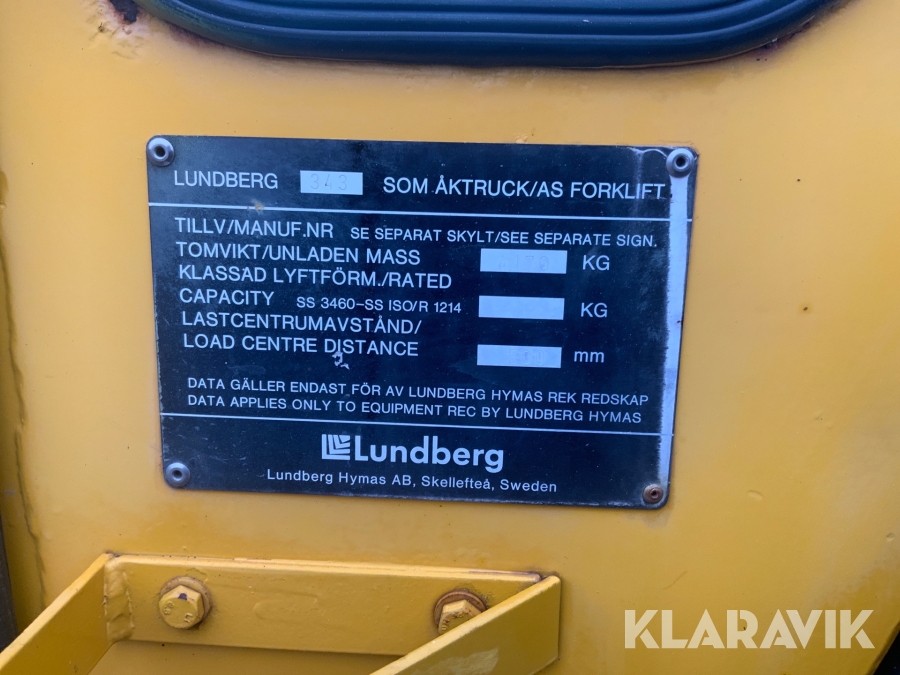 LUNDBERG 343 SOM ÅKTRUCK/AS FORKLIFT
TILLV/MANUF.NR SE SEPARAT SKYLT/SEE SEPARATE SIGN.
TOMVIKT/UNLADEN MASS KG
KLASSAD LYFTFÖRM./RATED
CAPACITY SS 3460-SS ISO/R 1214 KG
LASTCENTRUMAVSTÅND/
LOAD CENTRE DISTANCE mm
DATA GÄLLER ENDAST FÖR AV LUNDBERG HYMAS REK REDSKAP
DATA APPLIES ONLY TO EQUIPMENT REC BY LUNDBERG HYMAS
Lundberg
Lundberg Hymas AB, Skellefteå, Sweden
KLARAVIK